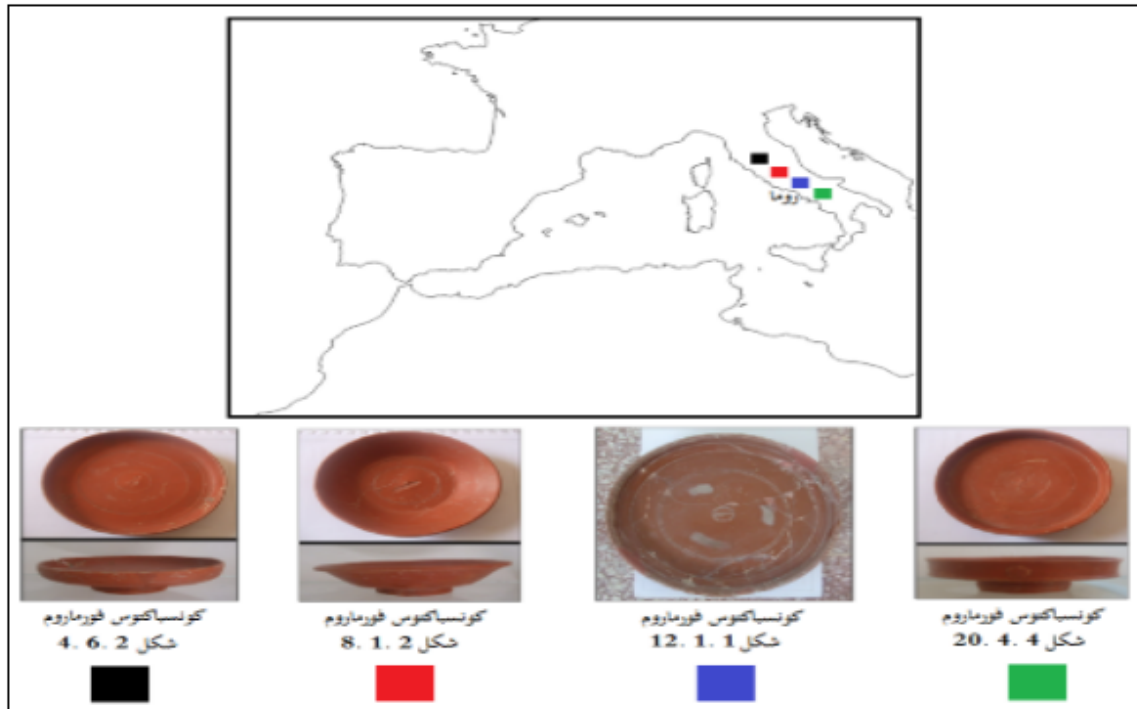 روما
كونسباكتوس فورماروم
شكل 20. 4. 4
كونسباكتوس فورماروم
شكل 12. 1. 1
كونسباكتوس فورماروم
شكل 8. 1. 2
كونسباكتوس فورماروم
شكل 4. 6. 2